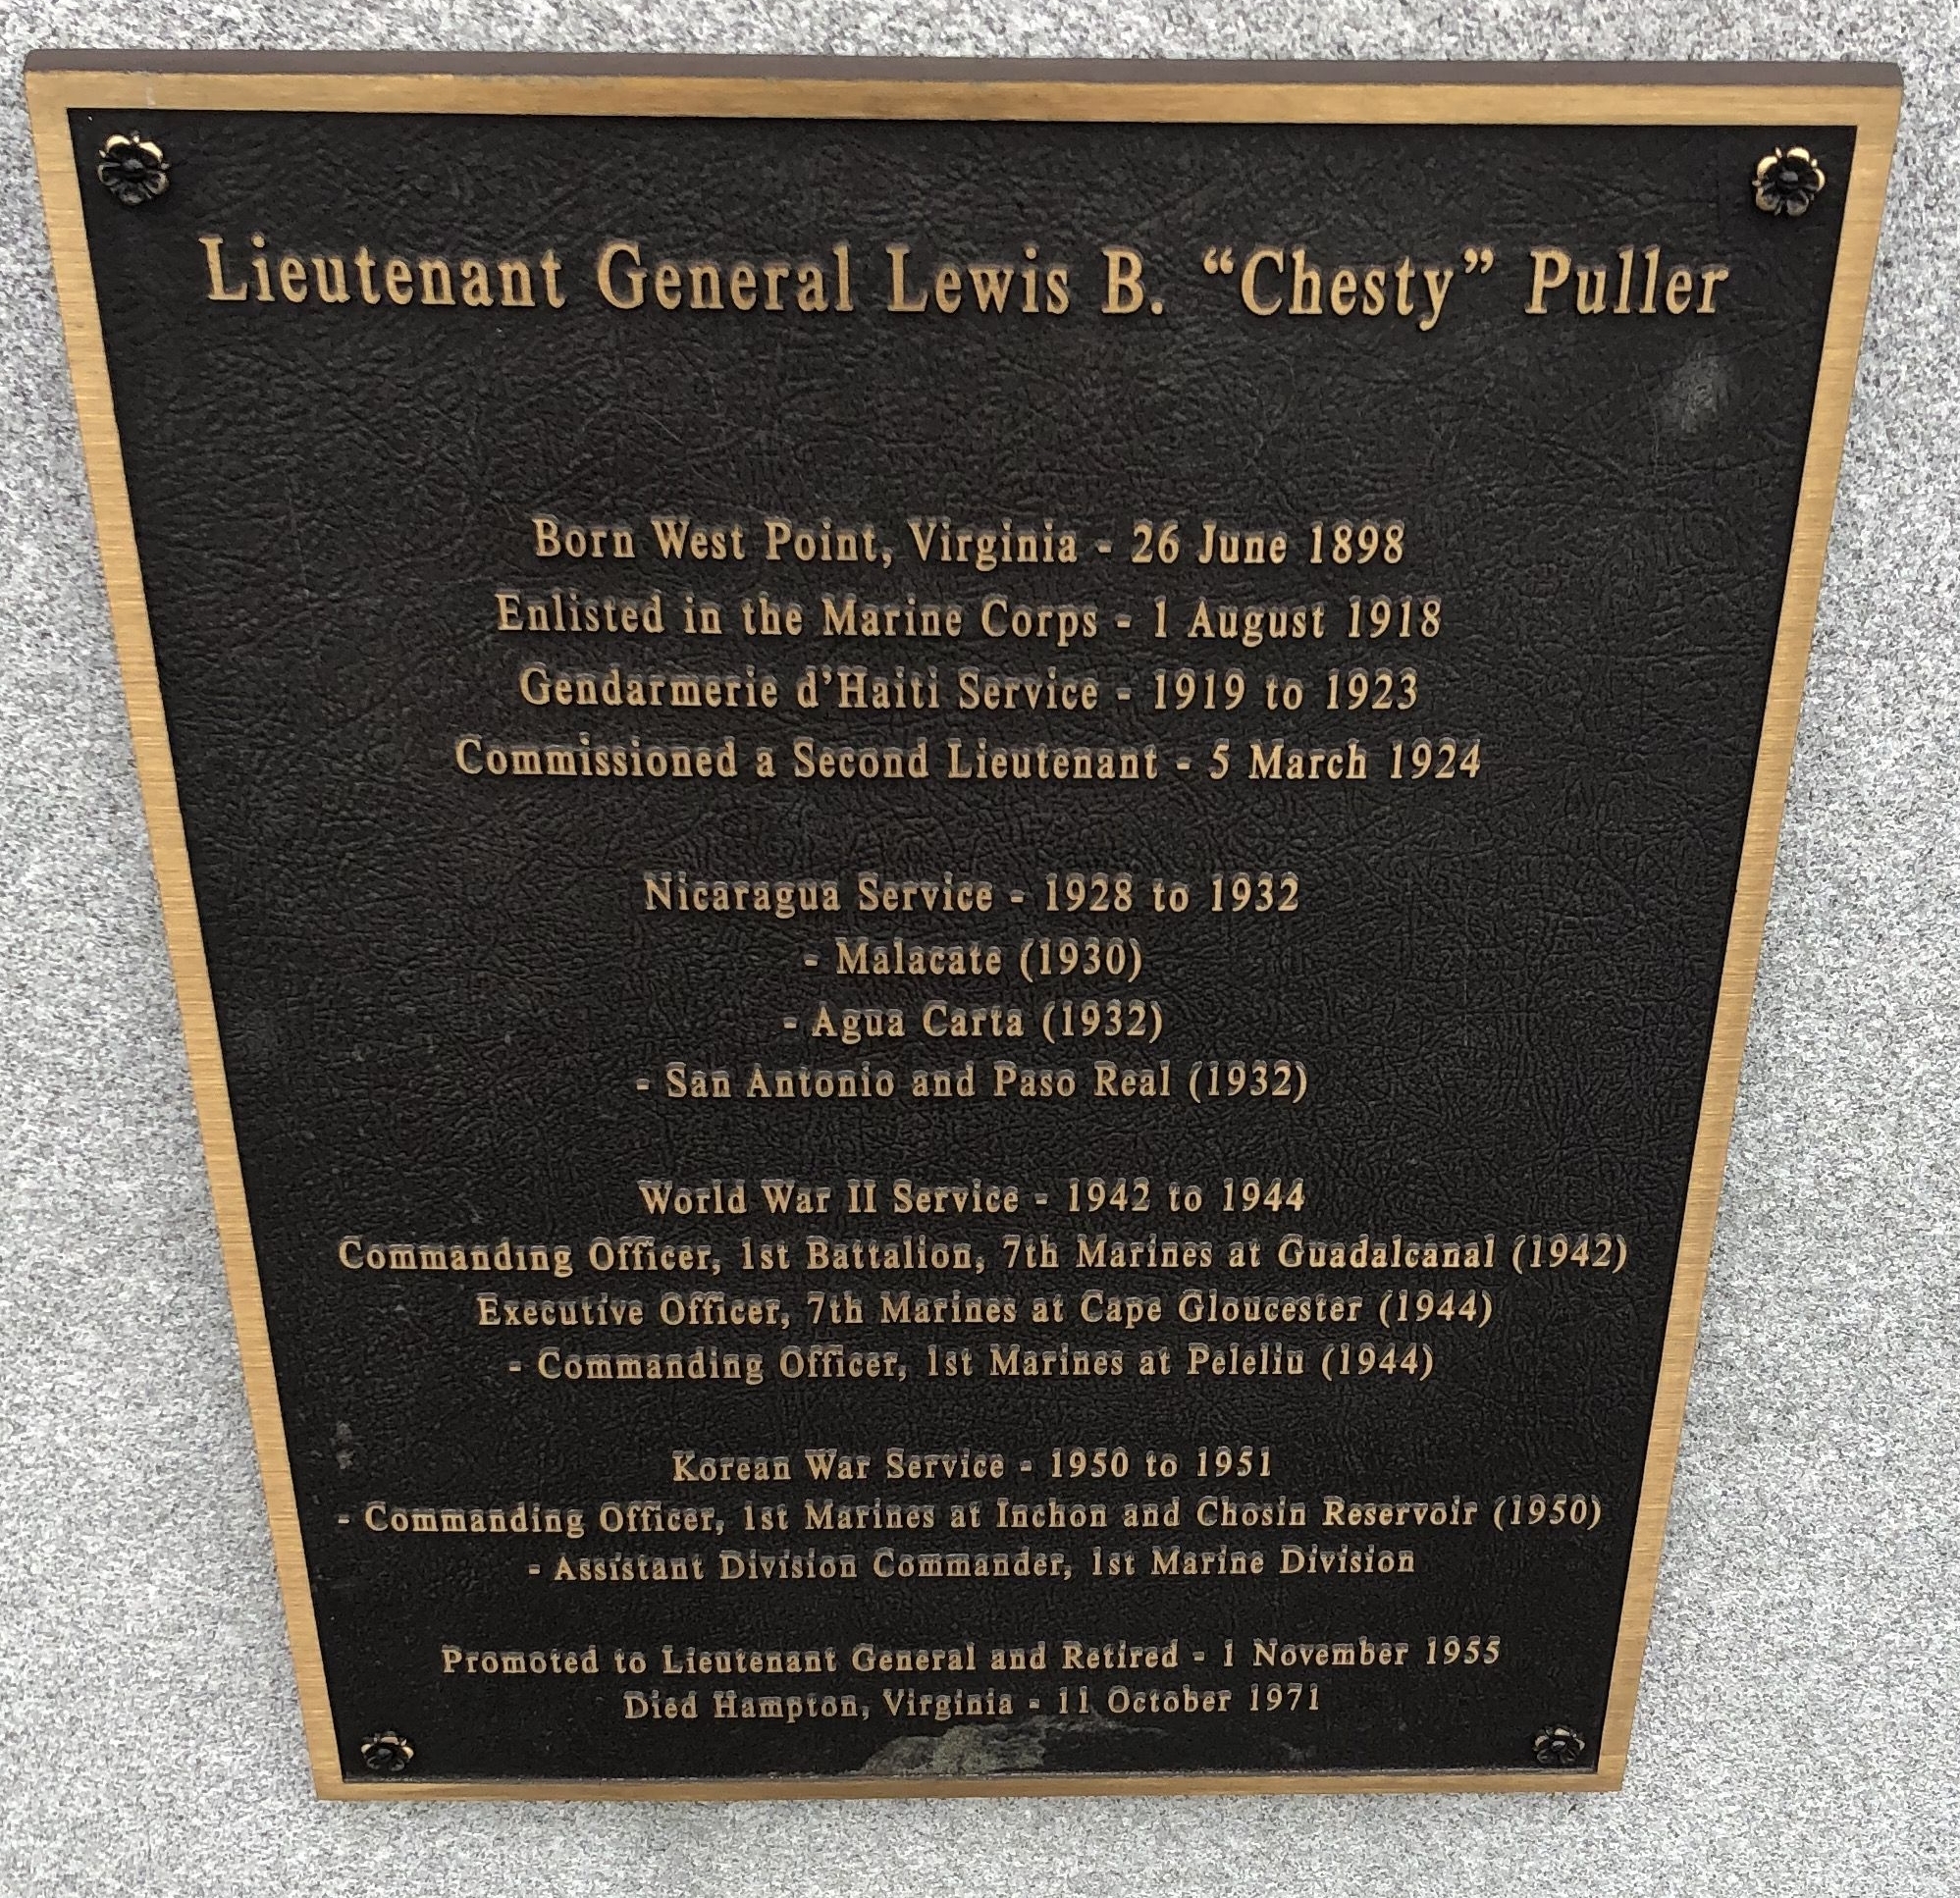 Lieutenant General Lewis B. “Chesty” Puller
Born West Point, Virginia - 26 June 1898
Enlisted in the Marine Corps - 1 August 1918
Gendarmerie d’Haiti Service - 1919 to 1923
Commissioned a Second Lieutenant - 5 March 1924
Nicaragua Service - 1928 to 1932
- Malacate (1930)
- Agua Carta (1932)
- San Antonio and Paso Real (1932)
World War II Service - 1942 to 1944
Commanding Officer, 1st Battalion, 7th Marines at Guadalcanal (1942)
Executive Officer, 7th Marines at Cape Gloucester (1944)
- Commanding Officer, 1st Marines at Peleliu (1944)
Korean War Service - 1950 to 1951
- Commanding Officer, 1st Marines at Inchon and Chosin Reservoir (1950)
- Assistant Division Commander, 1st Marine Division
Promoted to Lieutenant General and Retired - 1 November 1955
Died Hampton, Virginia - 11 October 1971